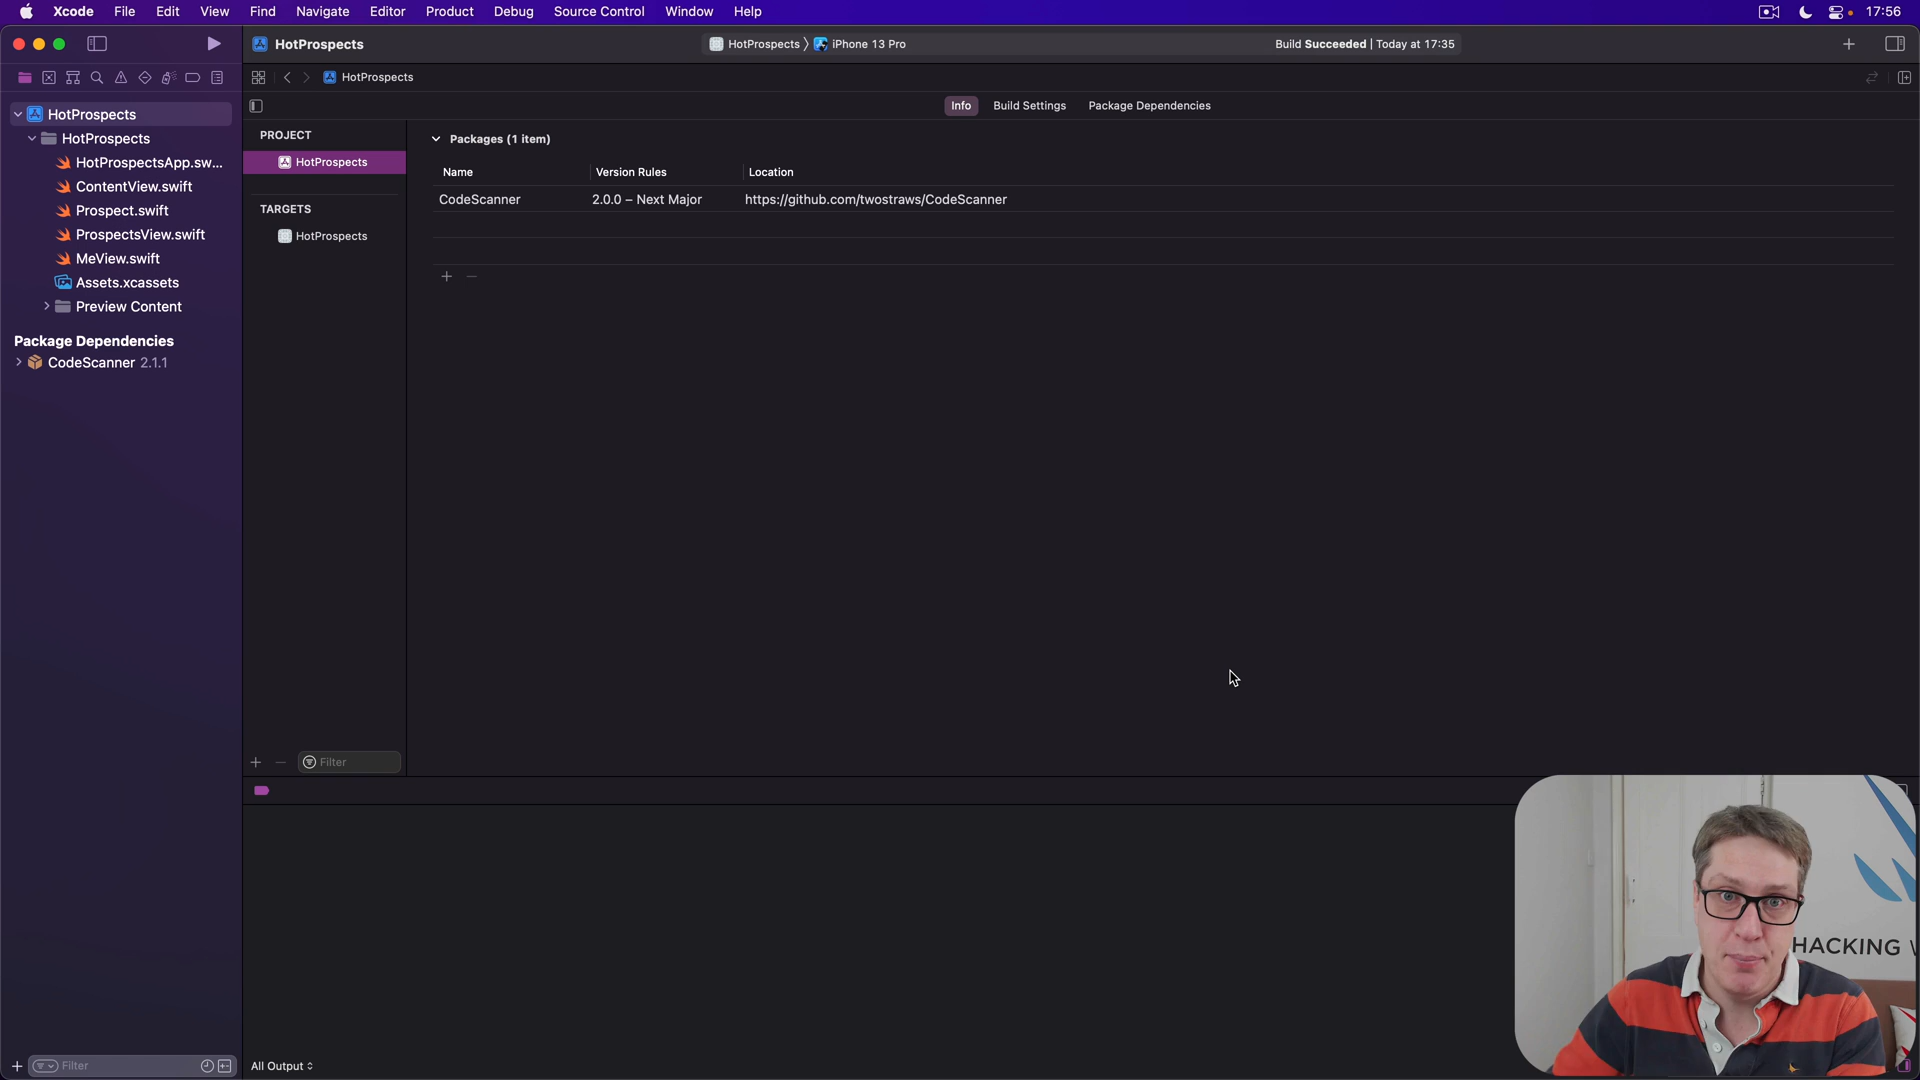 Xcode File Edit View Find Navigate Editor Product Debug Source Control Window Help 17:56
HotProspects HotProspects iPhone 13 Pro Build Succeeded | Today at 17:35
HotProspects
Info Build Settings Package Dependencies
HotProspects
HotProspects
HotProspectsApp.sw...
ContentView.swift
Prospect.swift
ProspectsView.swift
MeView.swift
Assets.xcassets
Preview Content
Package Dependencies
CodeScanner 2.1.1
PROJECT
HotProspects
TARGETS
HotProspects
Packages (1 item)
Name Version Rules Location
CodeScanner 2.0.0 – Next Major https://github.com/twostraws/CodeScanner
Filter
HACKING W
Filter
All Output